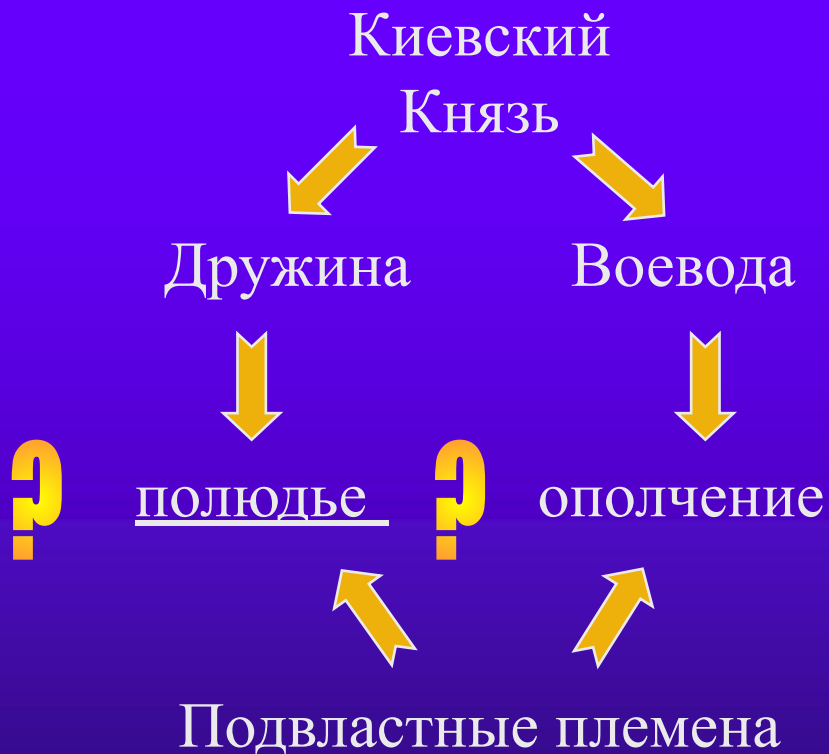 Киевский
Князь
Дружина Воевода
? полюдье ? ополчение
Подвластные племена